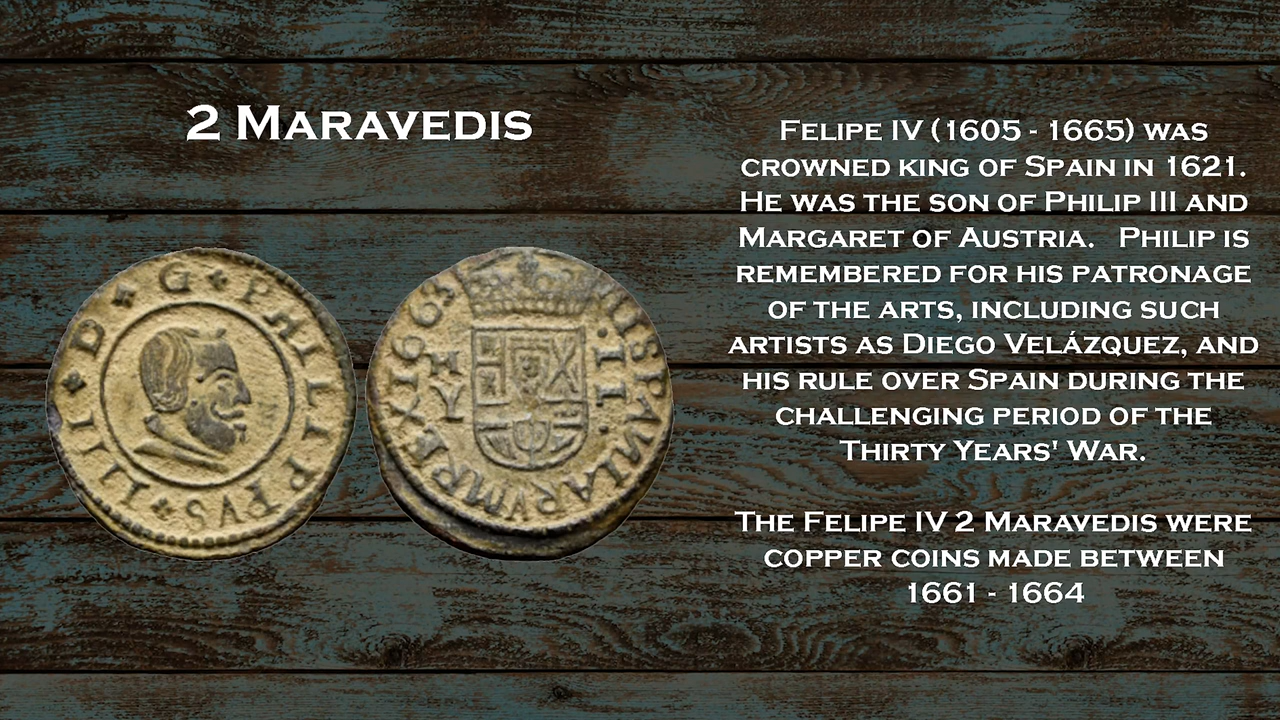 2 Maravedis
Felipe IV (1605 - 1665) was
crowned king of Spain in 1621.
He was the son of Philip III and
Margaret of Austria. Philip is
remembered for his patronage
of the arts, including such
artists as Diego Velázquez, and
his rule over Spain during the
challenging period of the
Thirty Years' War.
The Felipe IV 2 Maravedis were
copper coins made between
1661 - 1664
PHILIPPVS IIII D G
HISPANIARVM REX 1663
M
Y
II